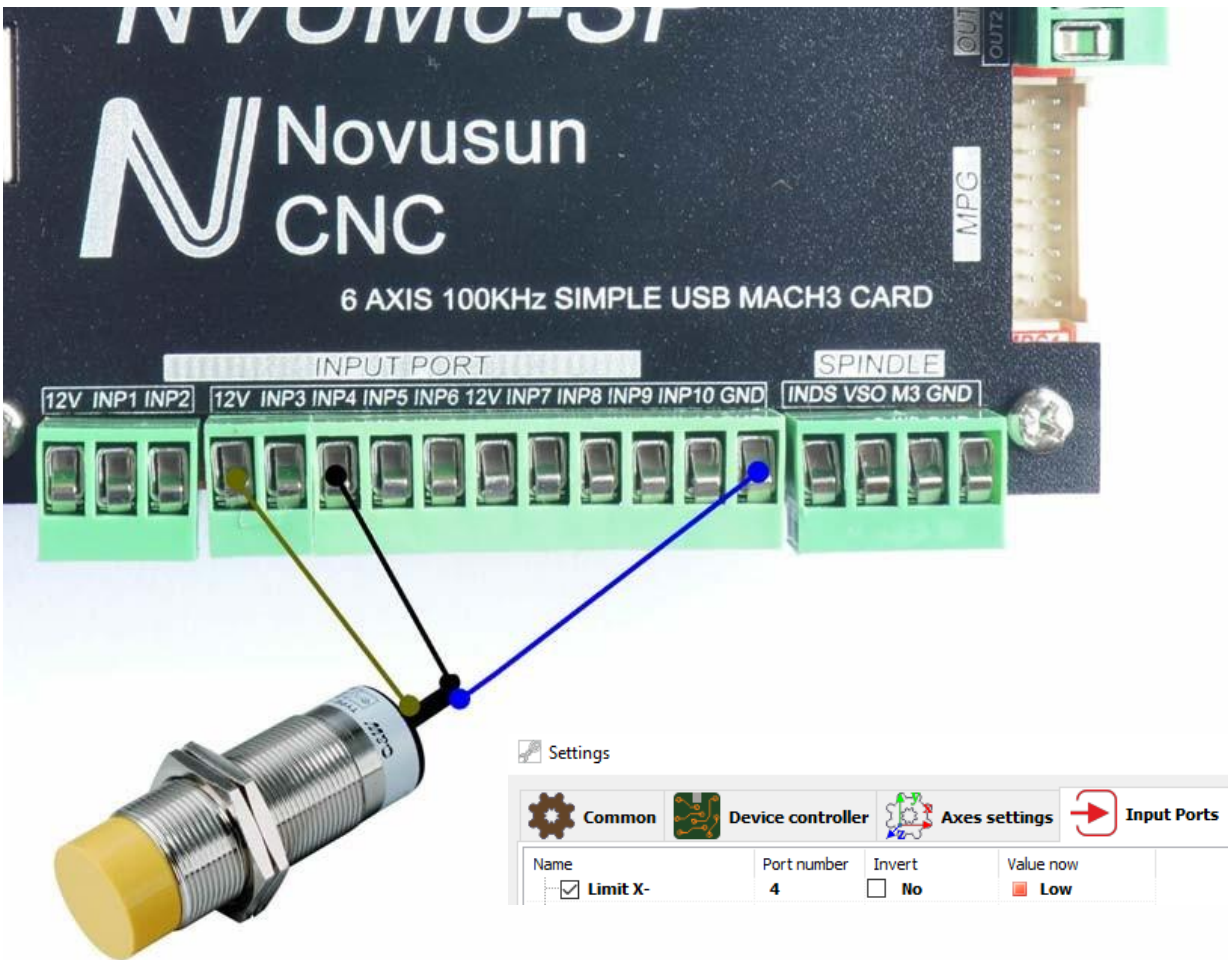 NVUM6-SP
Novusun
CNC
OUT2
MPG
6 AXIS 100KHz SIMPLE USB MACH3 CARD
INPUT PORT
SPINDLE
12V INP1 INP2 12V INP3 INP4 INP5 INP6 12V INP7 INP8 INP9 INP10 GND INDS VSO M3 GND
Settings
Common Device controller Axes settings Input Ports
Name Port number Invert Value now
Limit X- 4 No Low